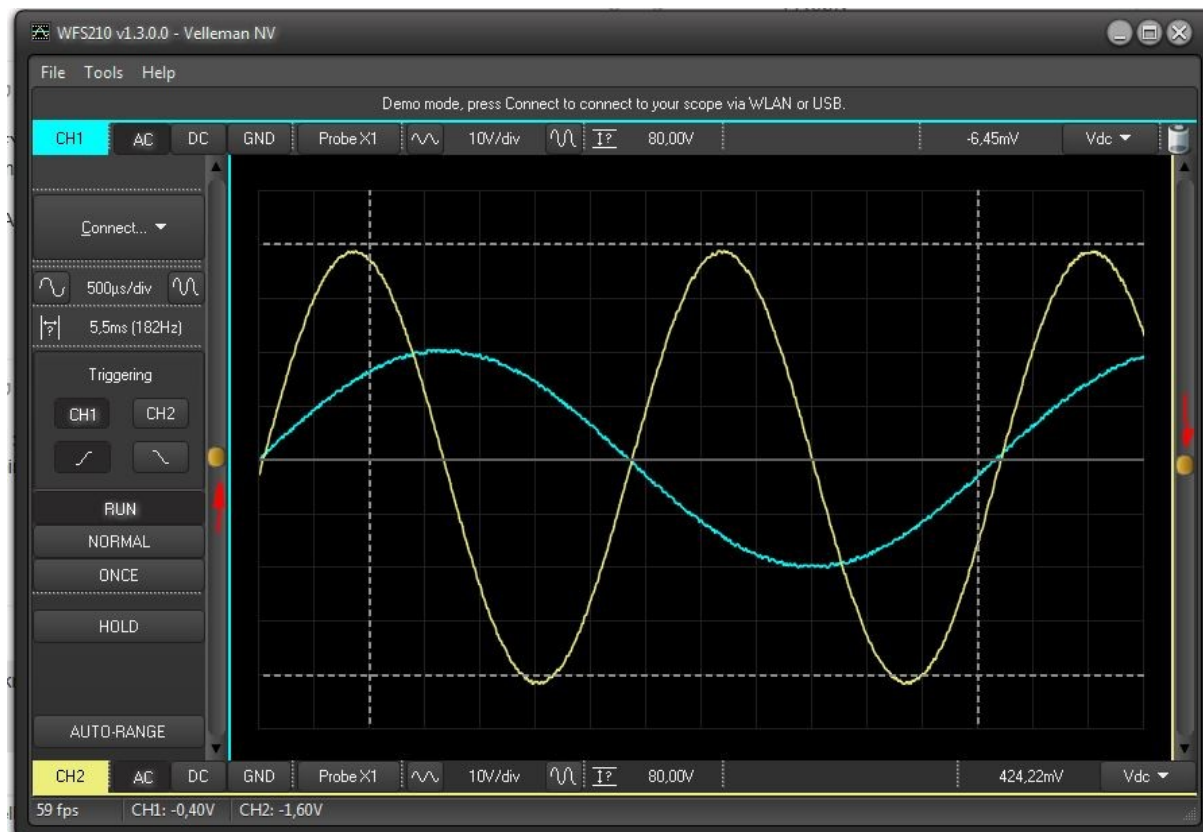 WFS210 v1.3.0.0 - Velleman NV
File Tools Help
Demo mode, press Connect to connect to your scope via WLAN or USB.
CH1 AC DC GND Probe X1 10V/div 80,00V -6,45mV Vdc
Connect...
500µs/div
5,5ms (182Hz)
Triggering
CH1 CH2
RUN
NORMAL
ONCE
HOLD
AUTO-RANGE
CH2 AC DC GND Probe X1 10V/div 80,00V 424,22mV Vdc
59 fps CH1: -0,40V CH2: -1,60V